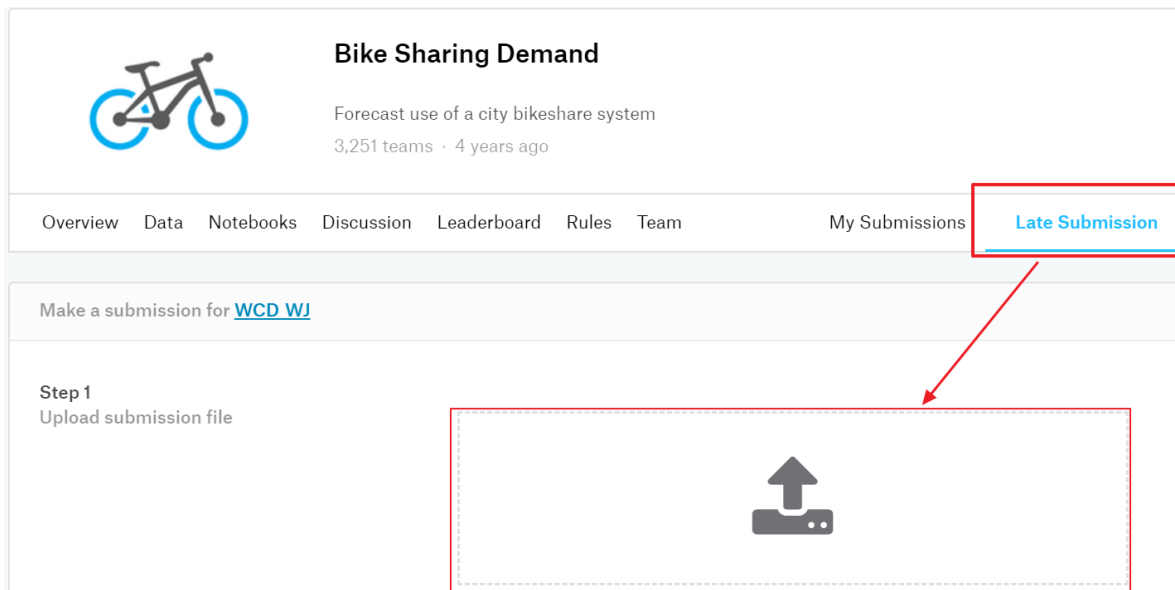 Bike Sharing Demand
Forecast use of a city bikeshare system
3,251 teams · 4 years ago
Overview Data Notebooks Discussion Leaderboard Rules Team My Submissions Late Submission
Make a submission for WCD WJ
Step 1
Upload submission file